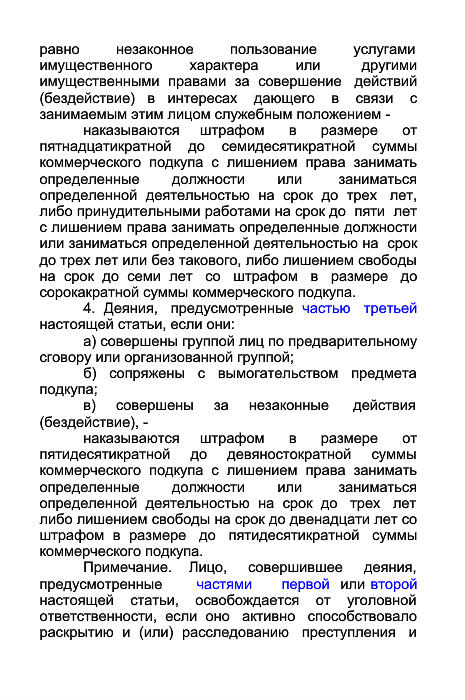 равно незаконное пользование услугами
имущественного характера или другими
имущественными правами за совершение действий
(бездействие) в интересах дающего в связи с
занимаемым этим лицом служебным положением -
наказываются штрафом в размере от
пятнадцатикратной до семидесятикратной суммы
коммерческого подкупа с лишением права занимать
определенные должности или заниматься
определенной деятельностью на срок до трех лет,
либо принудительными работами на срок до пяти лет
с лишением права занимать определенные должности
или заниматься определенной деятельностью на срок
до трех лет или без такового, либо лишением свободы
на срок до семи лет со штрафом в размере до
сорокакратной суммы коммерческого подкупа.
4. Деяния, предусмотренные частью третьей
настоящей статьи, если они:
а) совершены группой лиц по предварительному
сговору или организованной группой;
б) сопряжены с вымогательством предмета
подкупа;
в) совершены за незаконные действия
(бездействие), -
наказываются штрафом в размере от
пятидесятикратной до девяностократной суммы
коммерческого подкупа с лишением права занимать
определенные должности или заниматься
определенной деятельностью на срок до трех лет
либо лишением свободы на срок до двенадцати лет со
штрафом в размере до пятидесятикратной суммы
коммерческого подкупа.
Примечание. Лицо, совершившее деяния,
предусмотренные частями первой или второй
настоящей статьи, освобождается от уголовной
ответственности, если оно активно способствовало
раскрытию и (или) расследованию преступления и